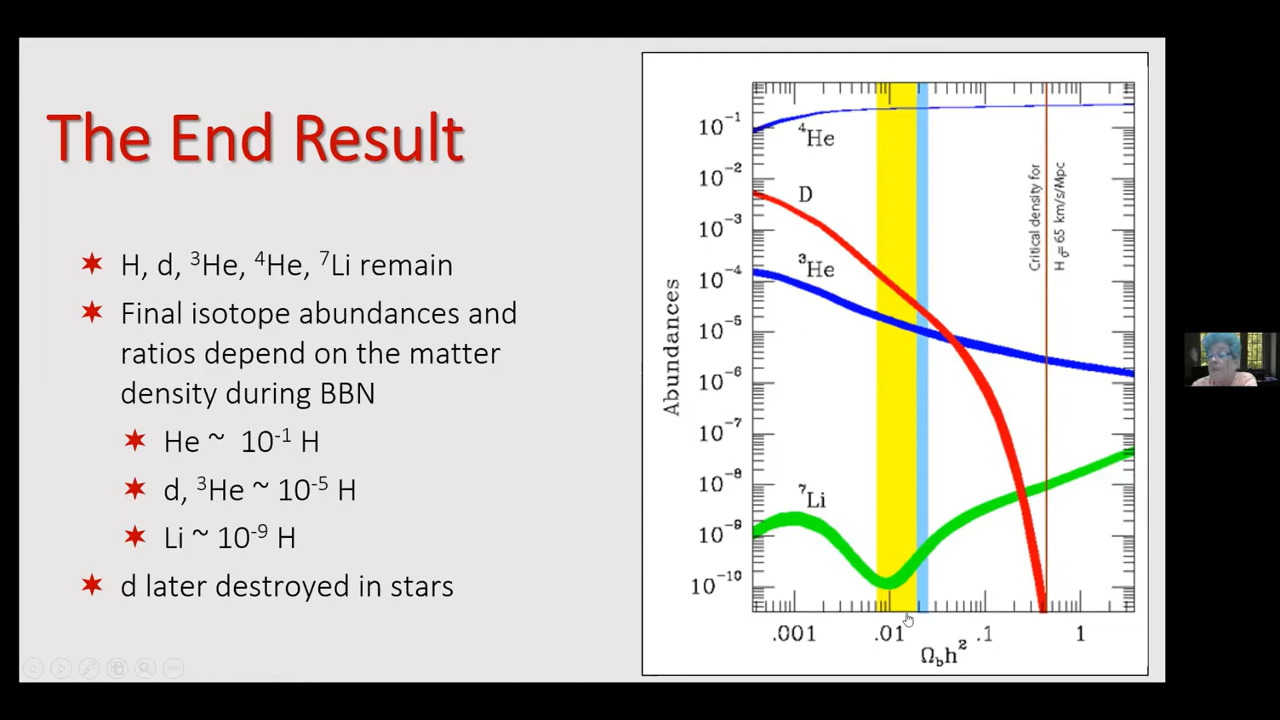 The End Result
H, d, ³He, ⁴He, ⁷Li remain
Final isotope abundances and
ratios depend on the matter
density during BBN
He ~ 10⁻¹ H
d, ³He ~ 10⁻⁵ H
Li ~ 10⁻⁹ H
d later destroyed in stars
Abundances
10⁻¹
10⁻²
10⁻³
10⁻⁴
10⁻⁵
10⁻⁶
10⁻⁷
10⁻⁸
10⁻⁹
10⁻¹⁰
⁴He
D
³He
⁷Li
Critical density for
H₀=65 km/s/Mpc
.001 .01 .1 1
Ω_b h²